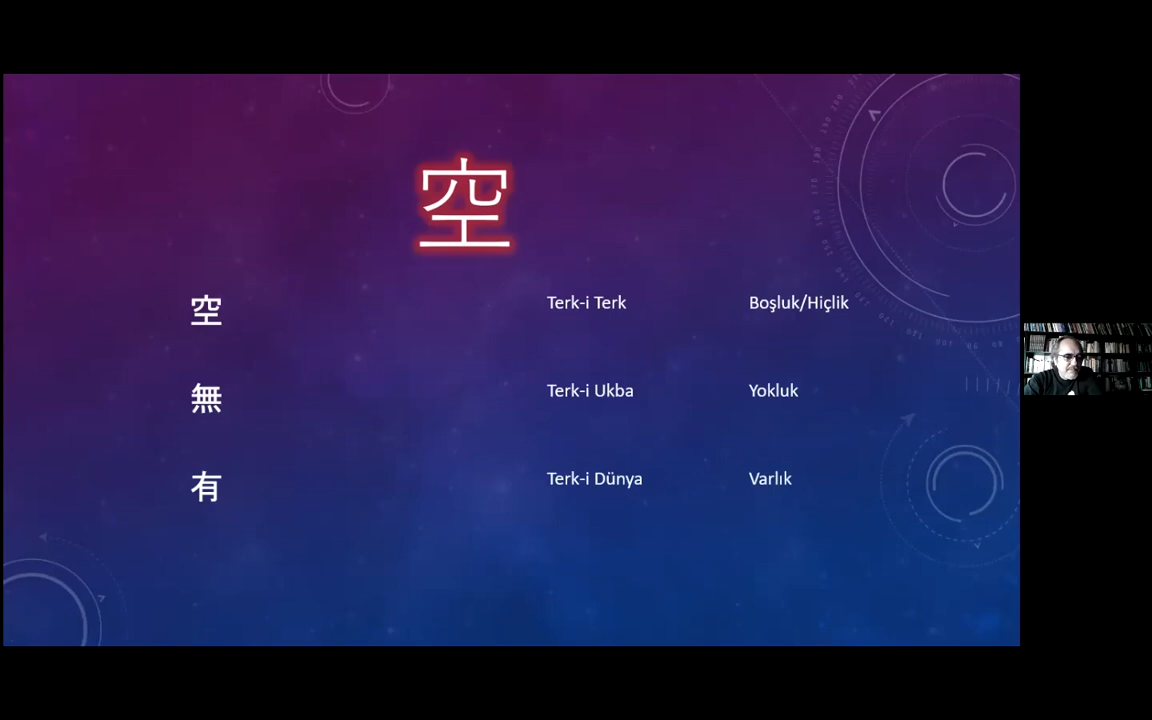 空
空 Terk-i Terk Boşluk/Hiçlik
無 Terk-i Ukba Yokluk
有 Terk-i Dünya Varlık